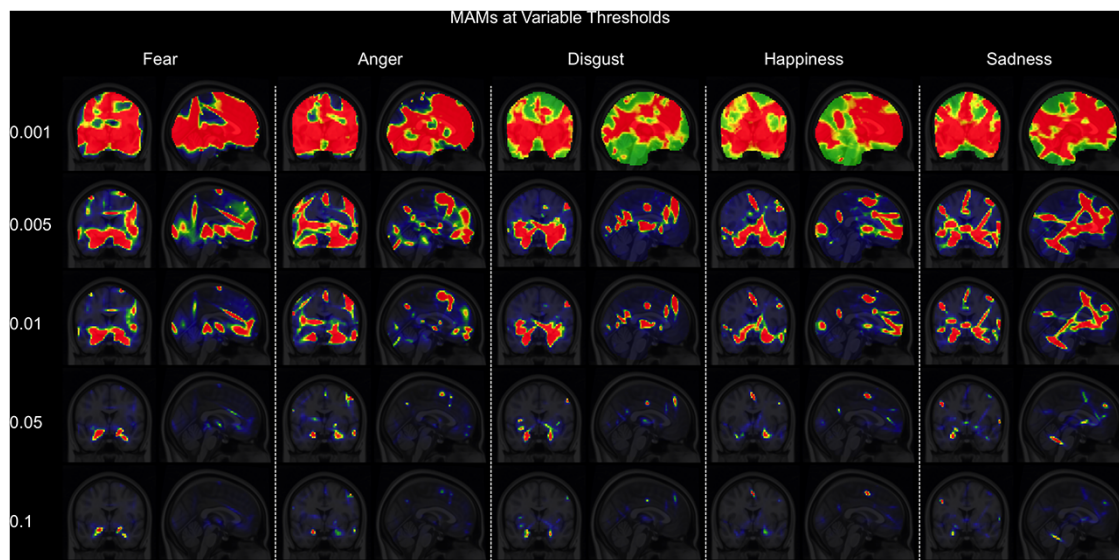 MAMs at Variable Thresholds
Fear Anger Disgust Happiness Sadness
0.001
0.005
0.01
0.05
0.1